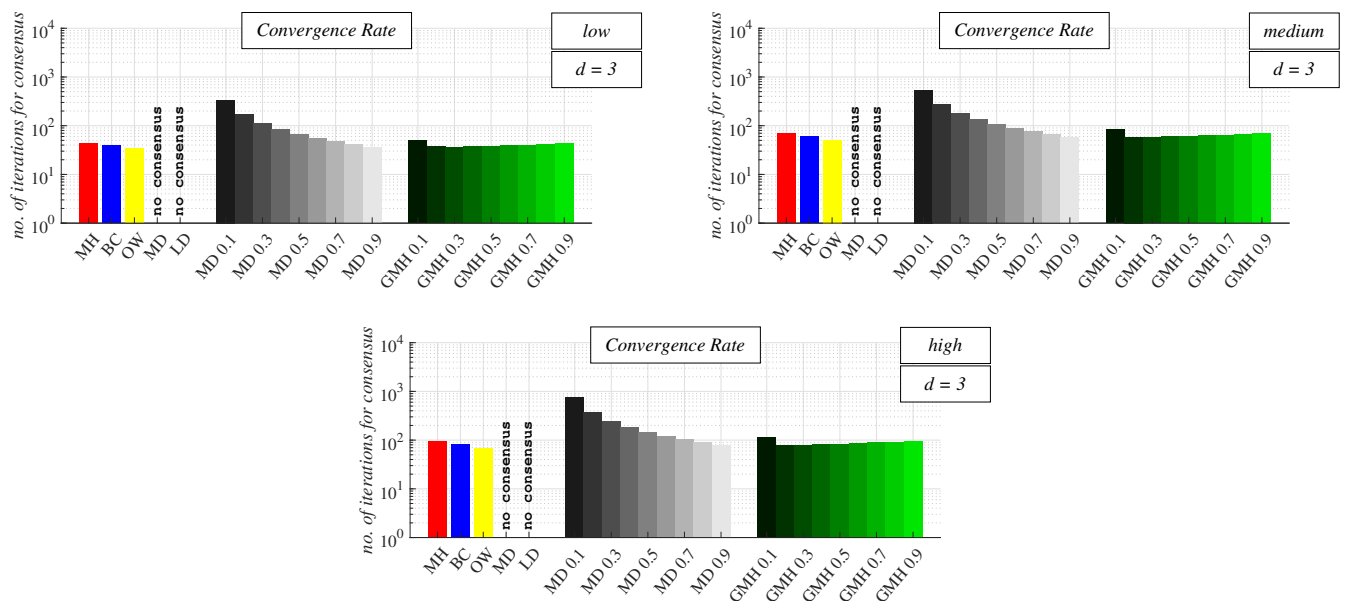 Convergence Rate
low
d = 3
no. of iterations for consensus
10^4
10^3
10^2
10^1
10^0
no consensus
no consensus
MH
BC
OW
MD
LD
MD 0.1
MD 0.3
MD 0.5
MD 0.7
MD 0.9
GMH 0.1
GMH 0.3
GMH 0.5
GMH 0.7
GMH 0.9
Convergence Rate
medium
d = 3
no. of iterations for consensus
10^4
10^3
10^2
10^1
10^0
no consensus
no consensus
MH
BC
OW
MD
LD
MD 0.1
MD 0.3
MD 0.5
MD 0.7
MD 0.9
GMH 0.1
GMH 0.3
GMH 0.5
GMH 0.7
GMH 0.9
Convergence Rate
high
d = 3
no. of iterations for consensus
10^4
10^3
10^2
10^1
10^0
no consensus
no consensus
MH
BC
OW
MD
LD
MD 0.1
MD 0.3
MD 0.5
MD 0.7
MD 0.9
GMH 0.1
GMH 0.3
GMH 0.5
GMH 0.7
GMH 0.9